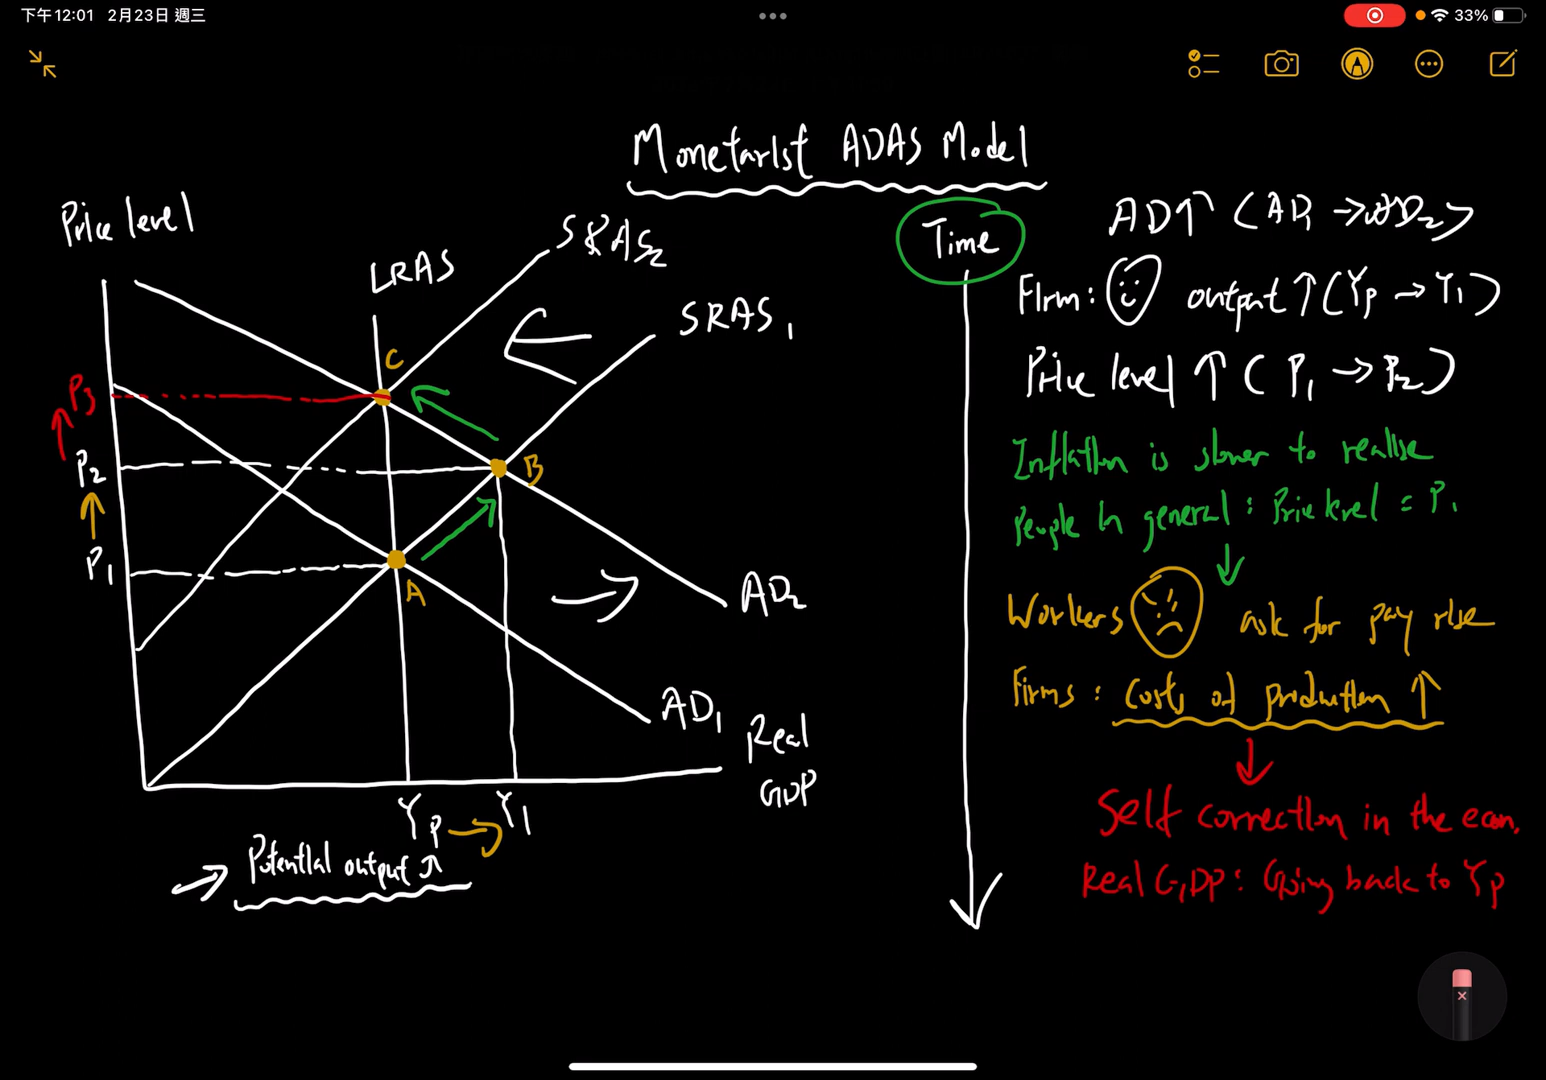 下午12:01 2月23日 週三
33%
Monetarist ADAS Model
Price level
LRAS
SRAS₂
SRAS₁
C
P₃
P₂
B
P₁
A
AD₂
AD₁
Real
GDP
Yp → Y₁
→ Potential output
Time
AD↑ (AD₁ → AD₂)
Firm: output ↑ (Yp → Y₁)
Price level ↑ (P₁ → P₂)
Inflation is slower to realise
People in general: Price level = P₁
↓
Workers ask for pay rise
Firms: Costs of production ↑
↓
Self correction in the econ.
Real GDP: Going back to Yp